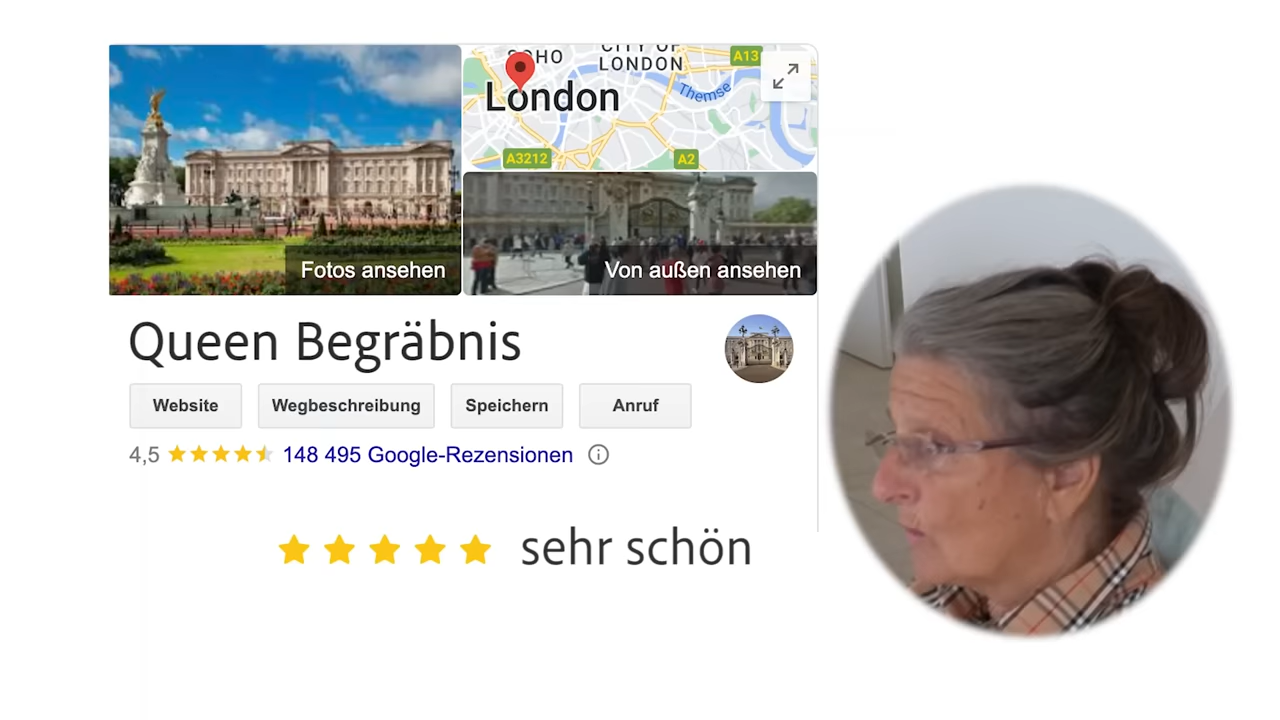 SOHO
CITY OF
LONDON
A13
London
Themse
A3212
A2
Fotos ansehen
Von außen ansehen
Queen Begräbnis
Website Wegbeschreibung Speichern Anruf
4,5 148 495 Google-Rezensionen
sehr schön